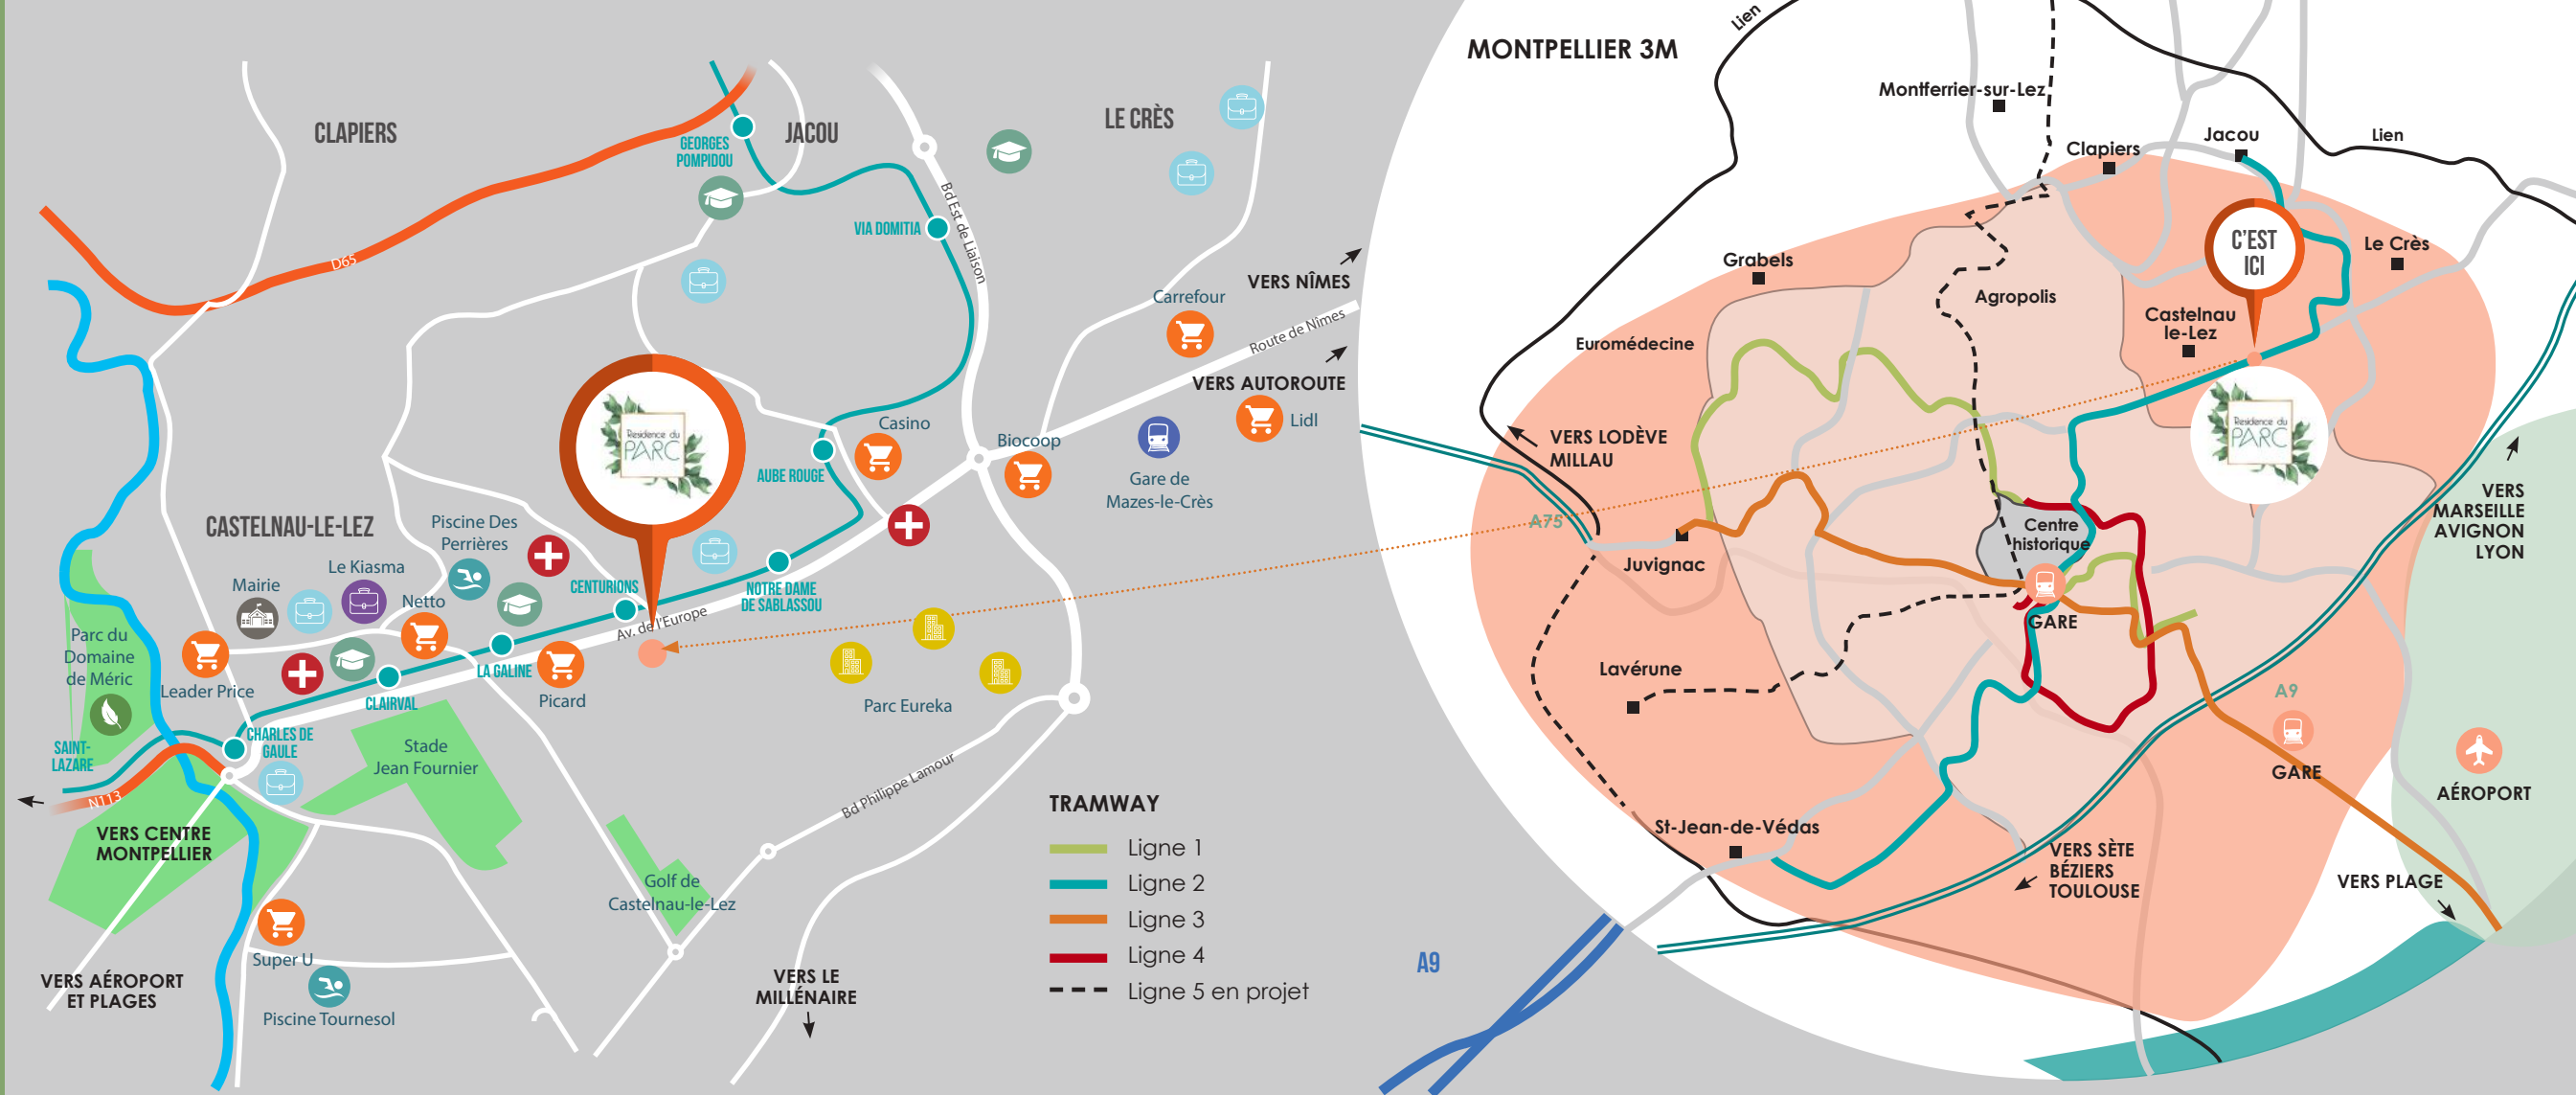 CLAPIERS
JACOU
LE CRÈS
GEORGES
POMPIDOU
VIA DOMITIA
Bd Est de Liaison
D65
VERS NÎMES
Carrefour
Route de Nîmes
VERS AUTOROUTE
Lidl
Casino
Biocoop
Gare de
Mazes-le-Crès
AUBE ROUGE
Residence du
PARC
CASTELNAU-LE-LEZ
Piscine Des
Perrières
Le Kiasma
Mairie
Netto
CENTURIONS
NOTRE DAME
DE SABLASSOU
Av. de l'Europe
Parc du
Domaine
de Méric
Leader Price
LA GALINE
Picard
CLAIRVAL
Parc Eureka
CHARLES DE
GAULE
SAINT-
LAZARE
Stade
Jean Fournier
N113
VERS CENTRE
MONTPELLIER
Bd Philippe Lamour
Golf de
Castelnau-le-Lez
Super U
VERS AÉROPORT
ET PLAGES
Piscine Tournesol
VERS LE
MILLÉNAIRE
TRAMWAY
Ligne 1
Ligne 2
Ligne 3
Ligne 4
Ligne 5 en projet
A9
MONTPELLIER 3M
Lien
Montferrier-sur-Lez
Clapiers
Jacou
Lien
C'EST
ICI
Le Crès
Grabels
Agropolis
Castelnau
le-Lez
Euromédecine
Residence du
PARC
VERS LODÈVE
MILLAU
A75
VERS
MARSEILLE
AVIGNON
LYON
Centre
historique
Juvignac
GARE
Lavérune
A9
GARE
AÉROPORT
St-Jean-de-Védas
VERS SÈTE
BÉZIERS
TOULOUSE
VERS PLAGE